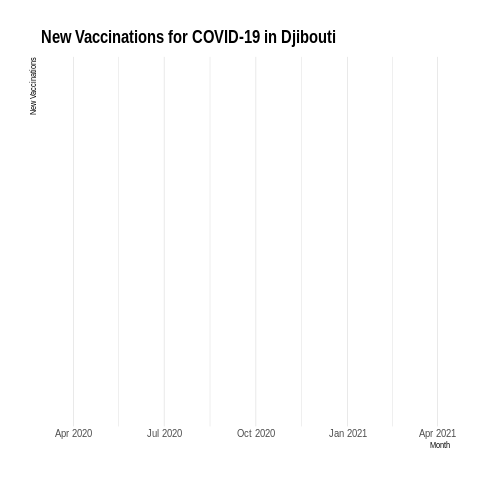 New Vaccinations for COVID-19 in Djibouti
New Vaccinations
Apr 2020 Jul 2020 Oct 2020 Jan 2021 Apr 2021
Month